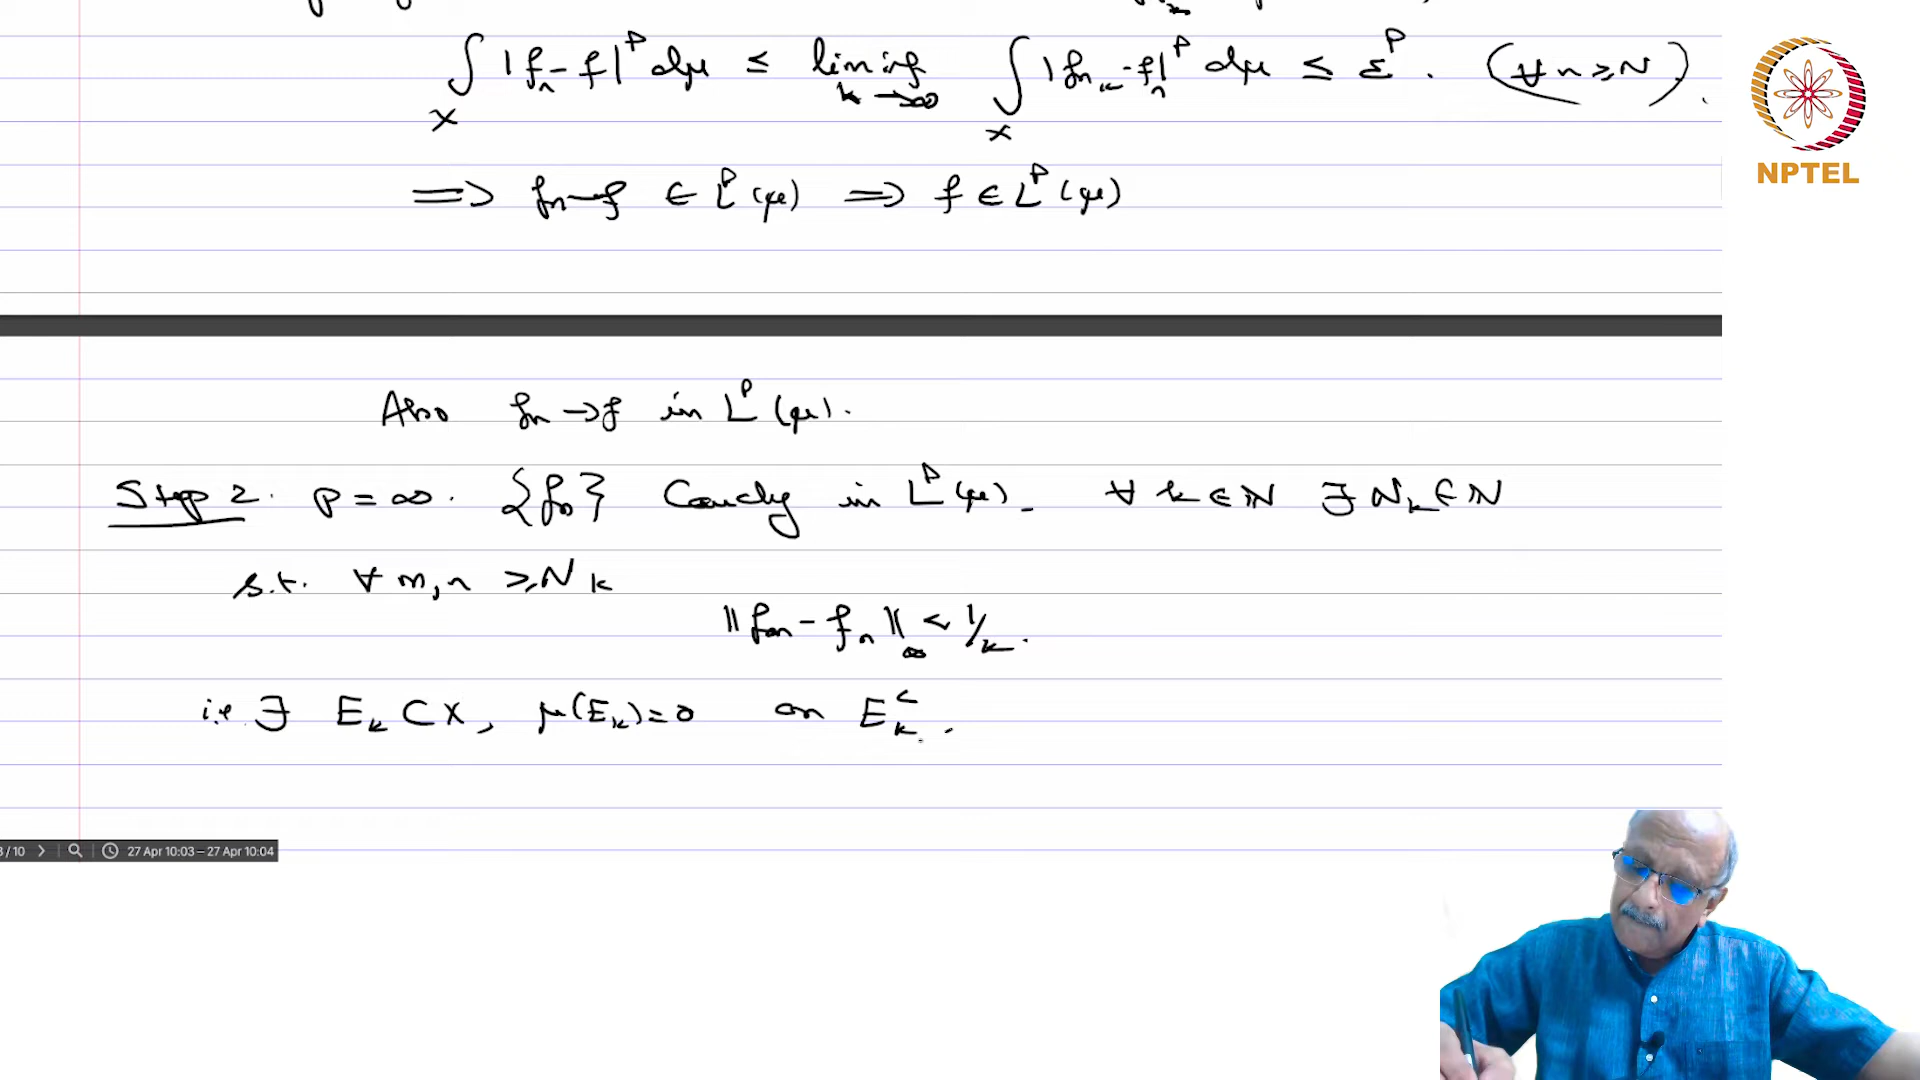 ∫_X |f_n - f|^p dμ ≤ lim inf_{k→∞} ∫_X |f_{n_k} - f_n|^p dμ ≤ ε^p. (∀ n ≥ N).
⟹ f_n - f ∈ L^p(μ) ⟹ f ∈ L^p(μ)
NPTEL
Also f_n → f in L^p(μ).
Step 2. p = ∞. {f_n} Cauchy in L^p(μ). ∀ k ∈ ℕ ∃ N_k ∈ ℕ
s.t. ∀ m, n ≥ N_k
‖f_m - f_n‖_∞ < 1/k.
i.e ∃ E_k ⊂ X, μ(E_k) = 0 on E_k^c.
3/10 > 27 Apr 10:03 – 27 Apr 10:04